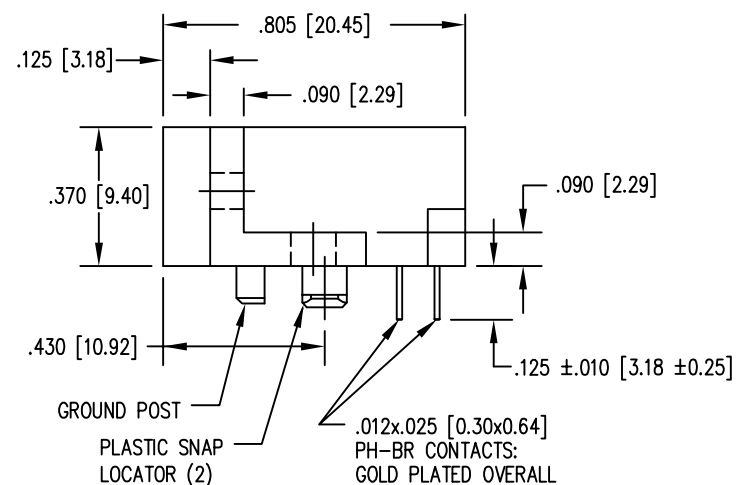 .805 [20.45]
.125 [3.18]
.090 [2.29]
.370 [9.40]
.090 [2.29]
.430 [10.92]
.125 ±.010 [3.18 ±0.25]
GROUND POST
.012x.025 [0.30x0.64]
PLASTIC SNAP
PH-BR CONTACTS:
LOCATOR (2)
GOLD PLATED OVERALL